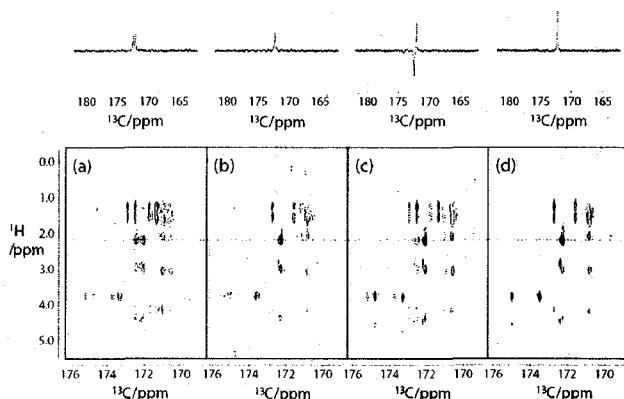 180 175 170 165 180 175 170 165 180 175 170 165 180 175 170 165
¹³C/ppm ¹³C/ppm ¹³C/ppm ¹³C/ppm
(a) (b) (c) (d)
0.0
1.0
¹H 2.0
/ppm
3.0
4.0
5.0
176 174 172 170 176 174 172 170 176 174 172 170 176 174 172 170
¹³C/ppm ¹³C/ppm ¹³C/ppm ¹³C/ppm